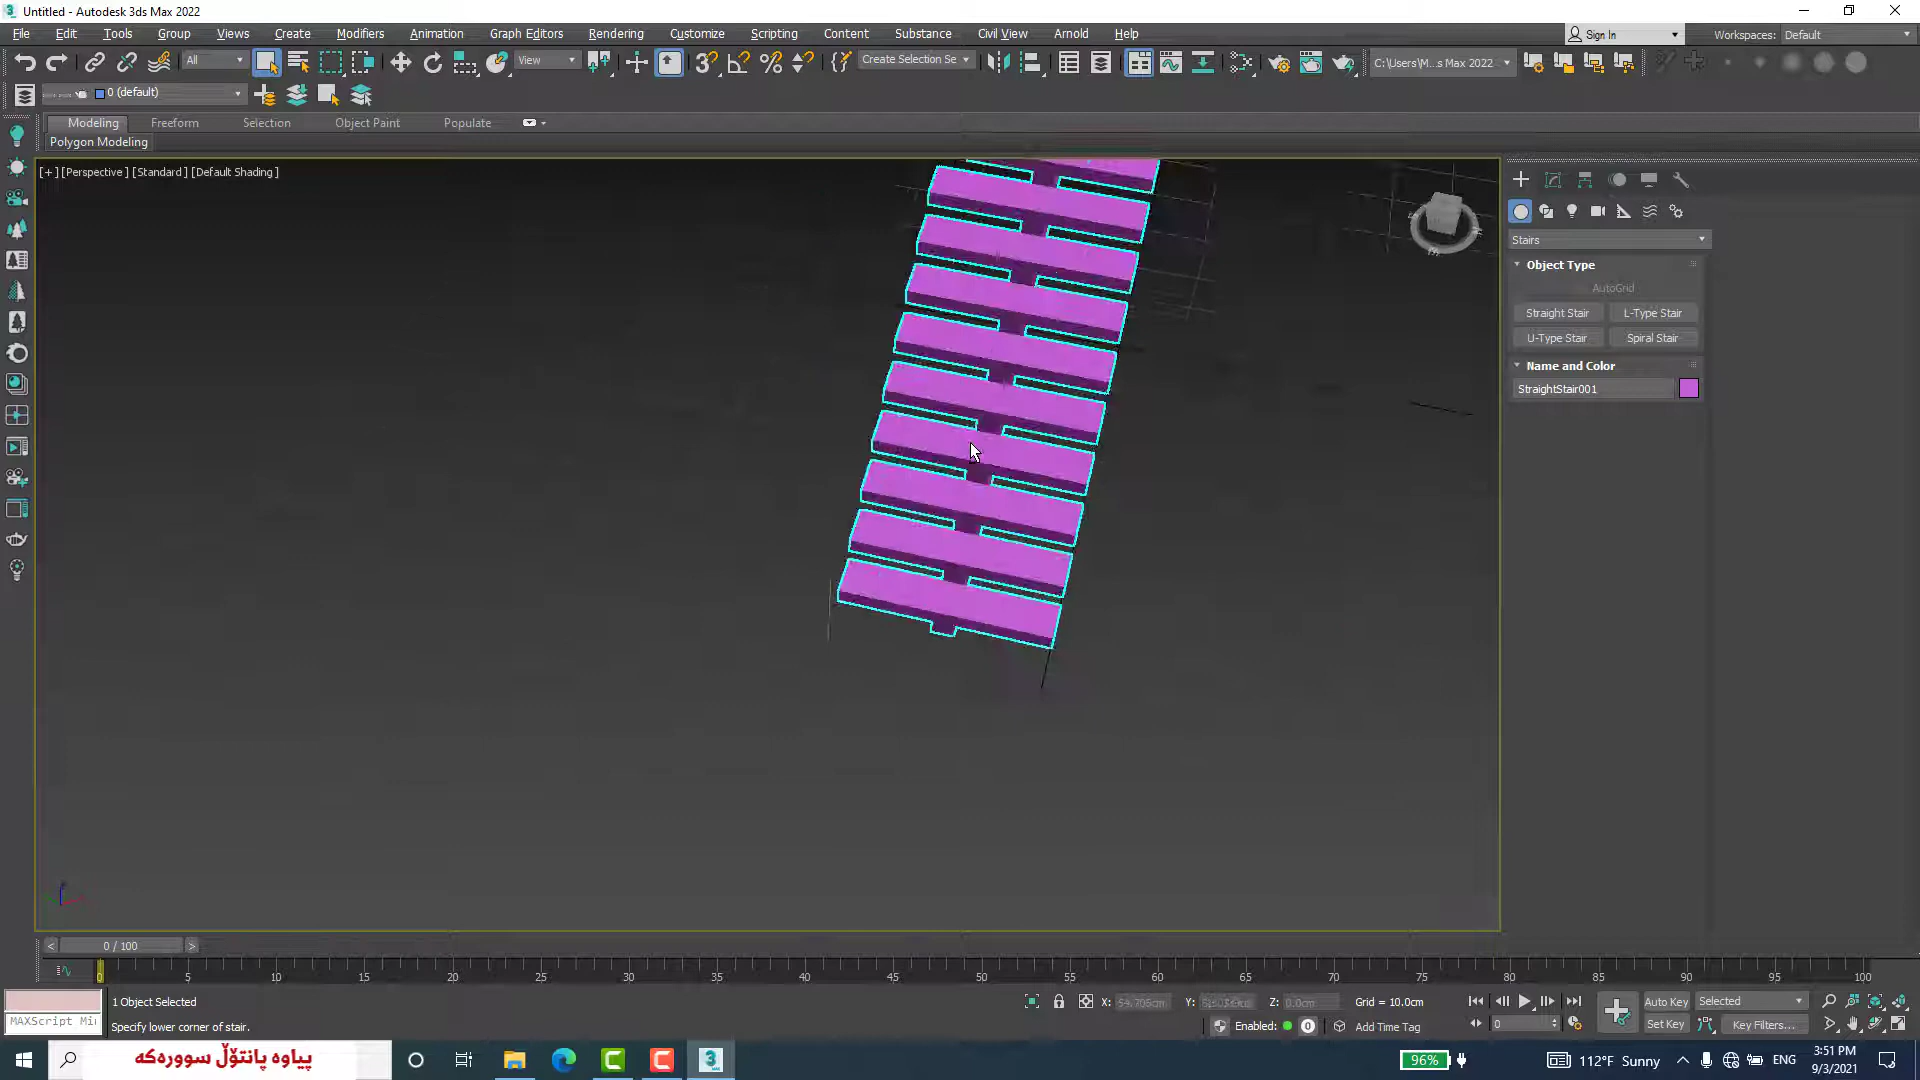 Untitled - Autodesk 3ds Max 2022
File Edit Tools Group Views Create Modifiers Animation Graph Editors Rendering Customize Scripting Content Substance Civil View Arnold Help Sign In Workspaces: Default
All View Create Selection Se C:\Users\M...s Max 2022
0 (default)
Modeling Freeform Selection Object Paint Populate
Polygon Modeling
[+] [Perspective ] [Standard ] [Default Shading ]
Stairs
Object Type
AutoGrid
Straight Stair L-Type Stair
U-Type Stair Spiral Stair
Name and Color
StraightStair001
0 / 100
0 5 10 15 20 25 30 35 40 45 50 55 60 65 70 75 80 85 90 95 100
1 Object Selected X: Y: Z: 0.0cm Grid = 10.0cm Auto Key Selected
MAXScript Mi
Specify lower corner of stair. Enabled: 0 Add Time Tag 0 Set Key Key Filters...
پیاوە پانتۆڵ سوورەکە
96% 112°F Sunny ENG 3:51 PM
9/3/2021